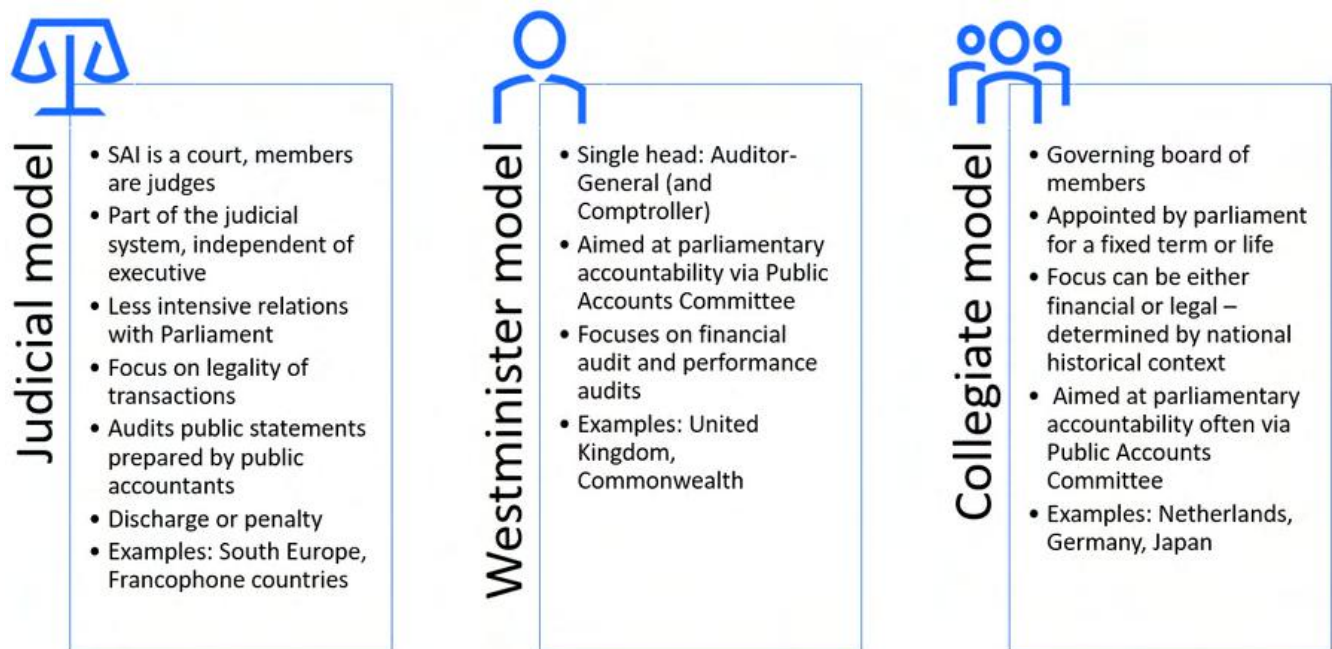 Judicial model
• SAI is a court, members
are judges
• Part of the judicial
system, independent of
executive
• Less intensive relations
with Parliament
• Focus on legality of
transactions
• Audits public statements
prepared by public
accountants
• Discharge or penalty
• Examples: South Europe,
Francophone countries
Westminister model
• Single head: Auditor-
General (and
Comptroller)
• Aimed at parliamentary
accountability via Public
Accounts Committee
• Focuses on financial
audit and performance
audits
• Examples: United
Kingdom,
Commonwealth
Collegiate model
• Governing board of
members
• Appointed by parliament
for a fixed term or life
• Focus can be either
financial or legal –
determined by national
historical context
• Aimed at parliamentary
accountability often via
Public Accounts
Committee
• Examples: Netherlands,
Germany, Japan